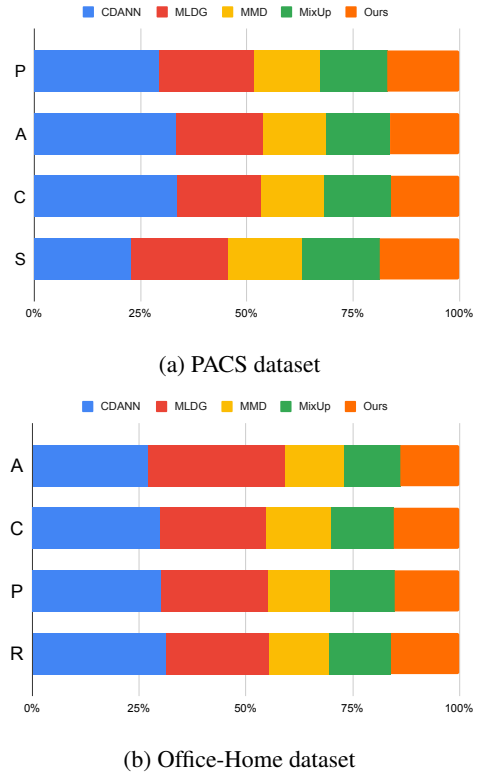 CDANN MLDG MMD MixUp Ours
P
A
C
S
0% 25% 50% 75% 100%
(a) PACS dataset
CDANN MLDG MMD MixUp Ours
A
C
P
R
0% 25% 50% 75% 100%
(b) Office-Home dataset